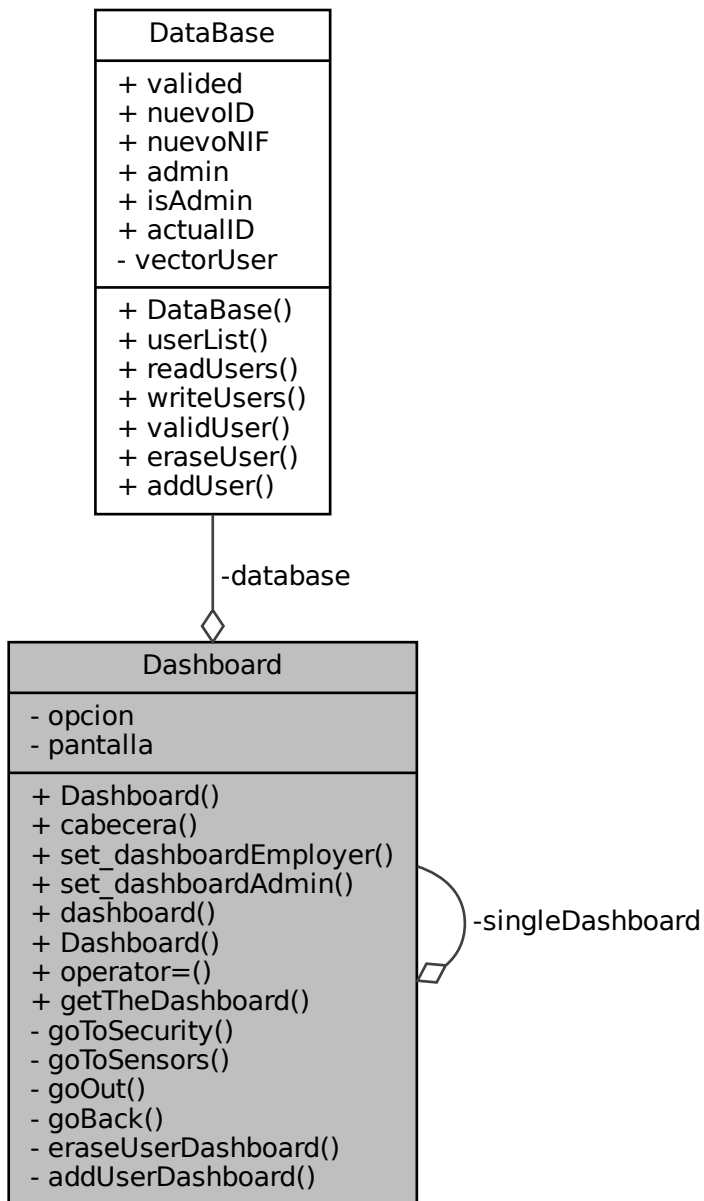 DataBase
+ valided
+ nuevoID
+ nuevoNIF
+ admin
+ isAdmin
+ actualID
- vectorUser
+ DataBase()
+ userList()
+ readUsers()
+ writeUsers()
+ validUser()
+ eraseUser()
+ addUser()
-database
Dashboard
- opcion
- pantalla
+ Dashboard()
+ cabecera()
+ set_dashboardEmployer()
+ set_dashboardAdmin()
+ dashboard()
+ Dashboard()
+ operator=()
+ getTheDashboard()
- goToSecurity()
- goToSensors()
- goOut()
- goBack()
- eraseUserDashboard()
- addUserDashboard()
-singleDashboard